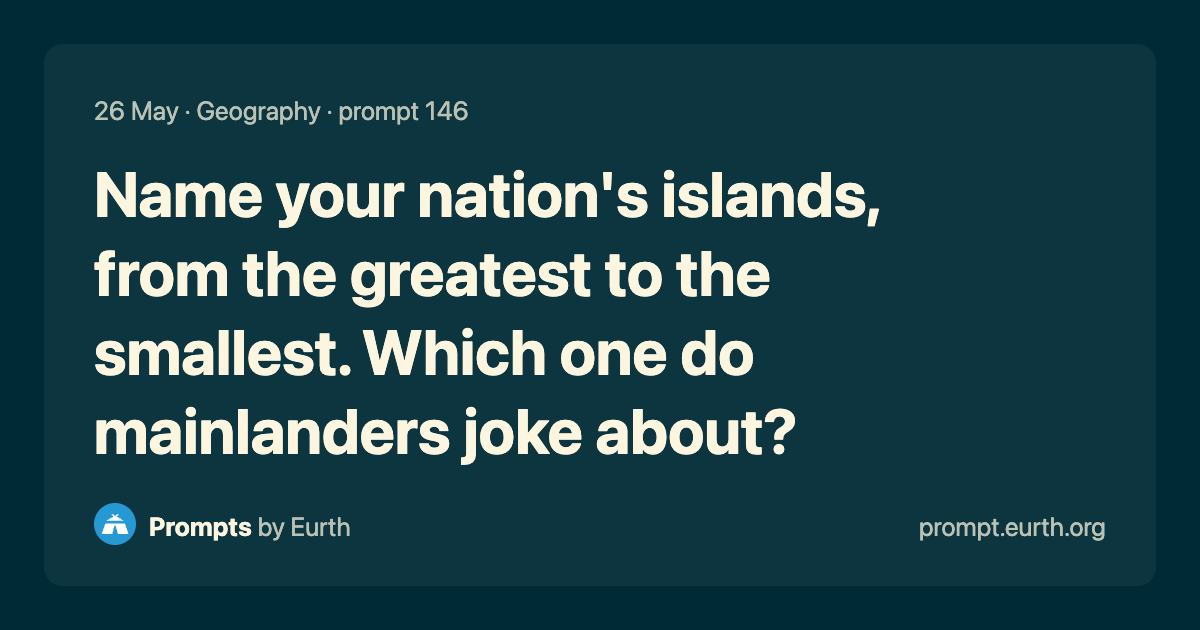 26 May · Geography · prompt 146
Name your nation's islands,
from the greatest to the
smallest. Which one do
mainlanders joke about?
Prompts by Eurth
prompt.eurth.org